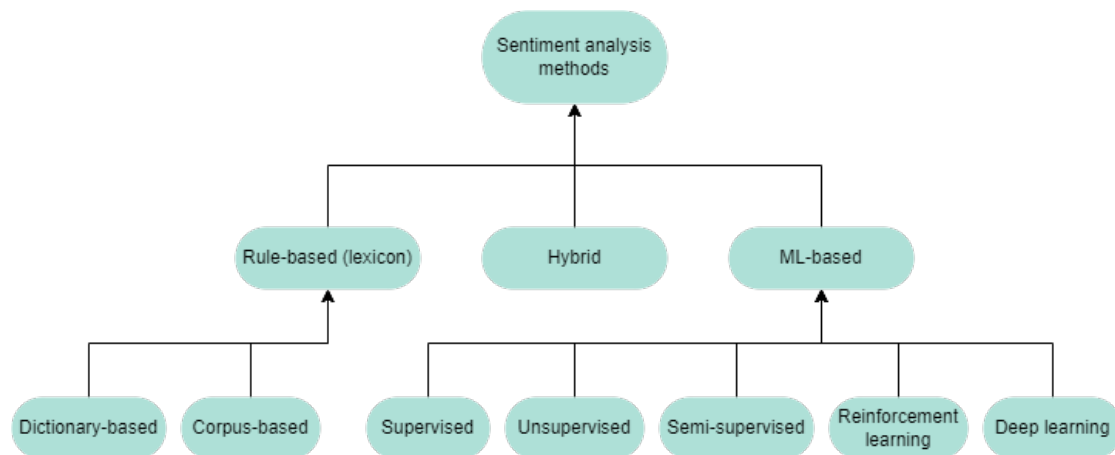 Sentiment analysis
methods
Rule-based (lexicon)
Hybrid
ML-based
Dictionary-based
Corpus-based
Supervised
Unsupervised
Semi-supervised
Reinforcement
learning
Deep learning